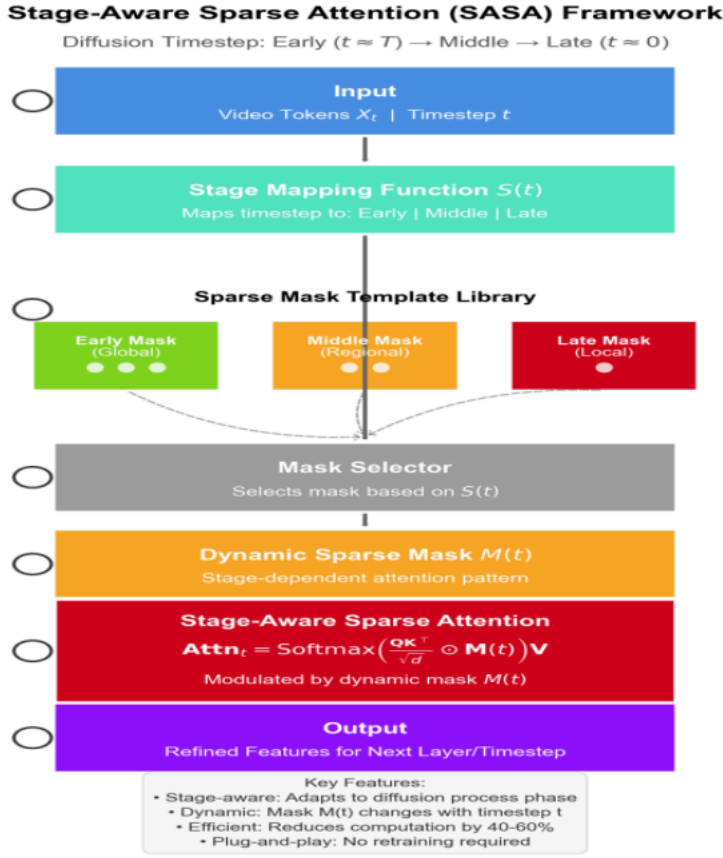 Stage-Aware Sparse Attention (SASA) Framework
Diffusion Timestep: Early (t ≈ T) → Middle → Late (t ≈ 0)
Input
Video Tokens X_t | Timestep t
Stage Mapping Function S(t)
Maps timestep to: Early | Middle | Late
Sparse Mask Template Library
Early Mask
(Global)
Middle Mask
(Regional)
Late Mask
(Local)
Mask Selector
Selects mask based on S(t)
Dynamic Sparse Mask M(t)
Stage-dependent attention pattern
Stage-Aware Sparse Attention
Attn_t = Softmax(QK^⊤/√d ⊙ M(t))V
Modulated by dynamic mask M(t)
Output
Refined Features for Next Layer/Timestep
Key Features:
• Stage-aware: Adapts to diffusion process phase
• Dynamic: Mask M(t) changes with timestep t
• Efficient: Reduces computation by 40-60%
• Plug-and-play: No retraining required